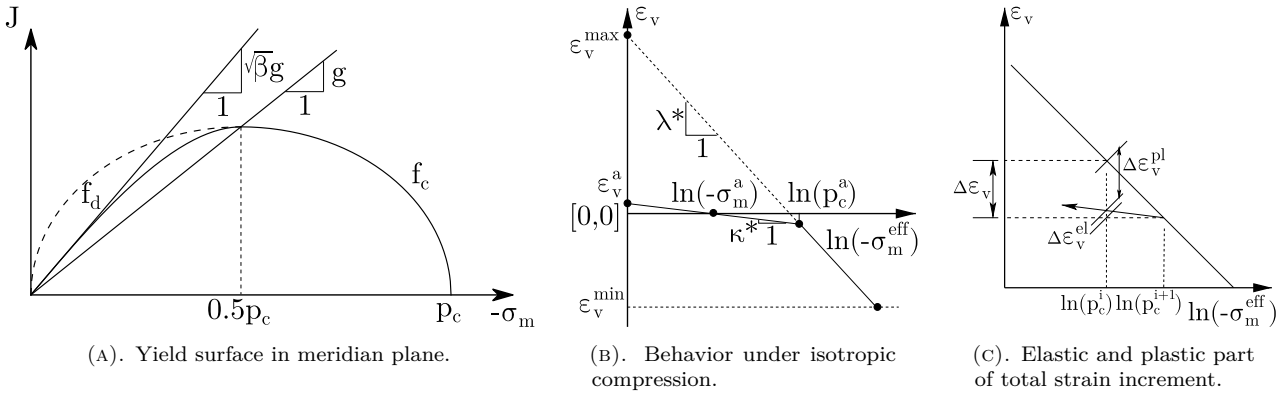 J
√βg
1
g
1
f_d
f_c
0.5p_c
p_c
-σ_m
(A). Yield surface in meridian plane.
ε_v
ε_v^max
λ*
1
ε_v^a
ln(-σ_m^a)
ln(p_c^a)
[0,0]
κ*
1
ln(-σ_m^eff)
ε_v^min
(B). Behavior under isotropic
compression.
ε_v
Δε_v^pl
Δε_v
Δε_v^el
ln(p_c^i)
ln(p_c^i+1)
ln(-σ_m^eff)
(C). Elastic and plastic part
of total strain increment.